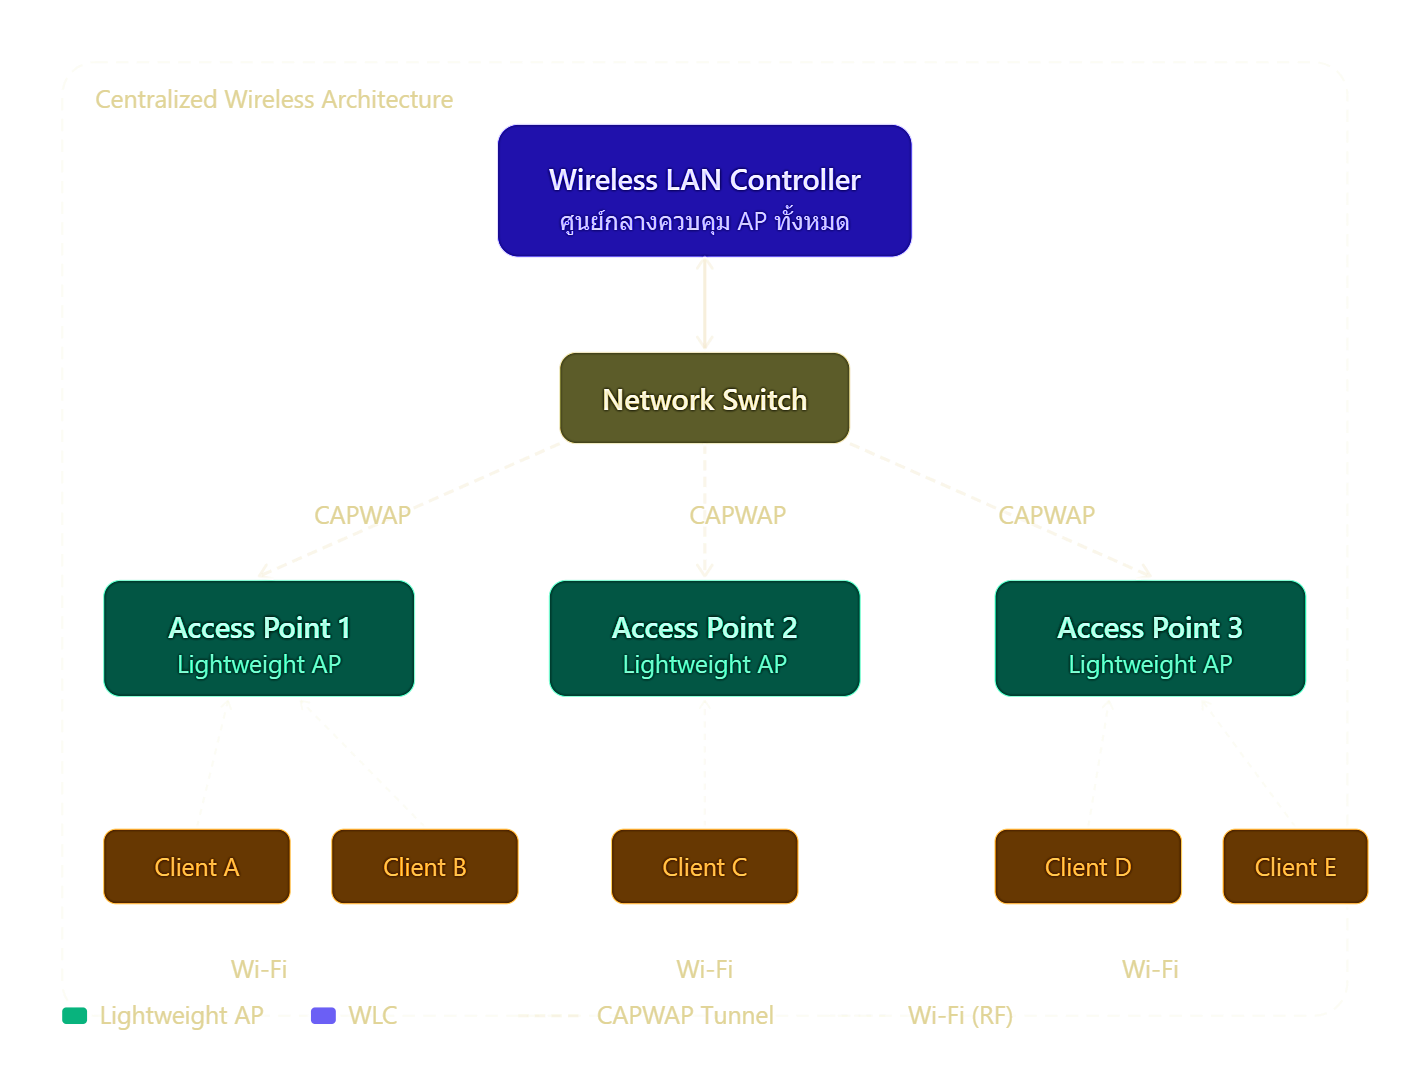 Centralized Wireless Architecture
Wireless LAN Controller
ศูนย์กลางควบคุม AP ทั้งหมด
Network Switch
CAPWAP
CAPWAP
CAPWAP
Access Point 1
Lightweight AP
Access Point 2
Lightweight AP
Access Point 3
Lightweight AP
Client A
Client B
Client C
Client D
Client E
Wi-Fi
Wi-Fi
Wi-Fi
Lightweight AP
WLC
CAPWAP Tunnel
Wi-Fi (RF)